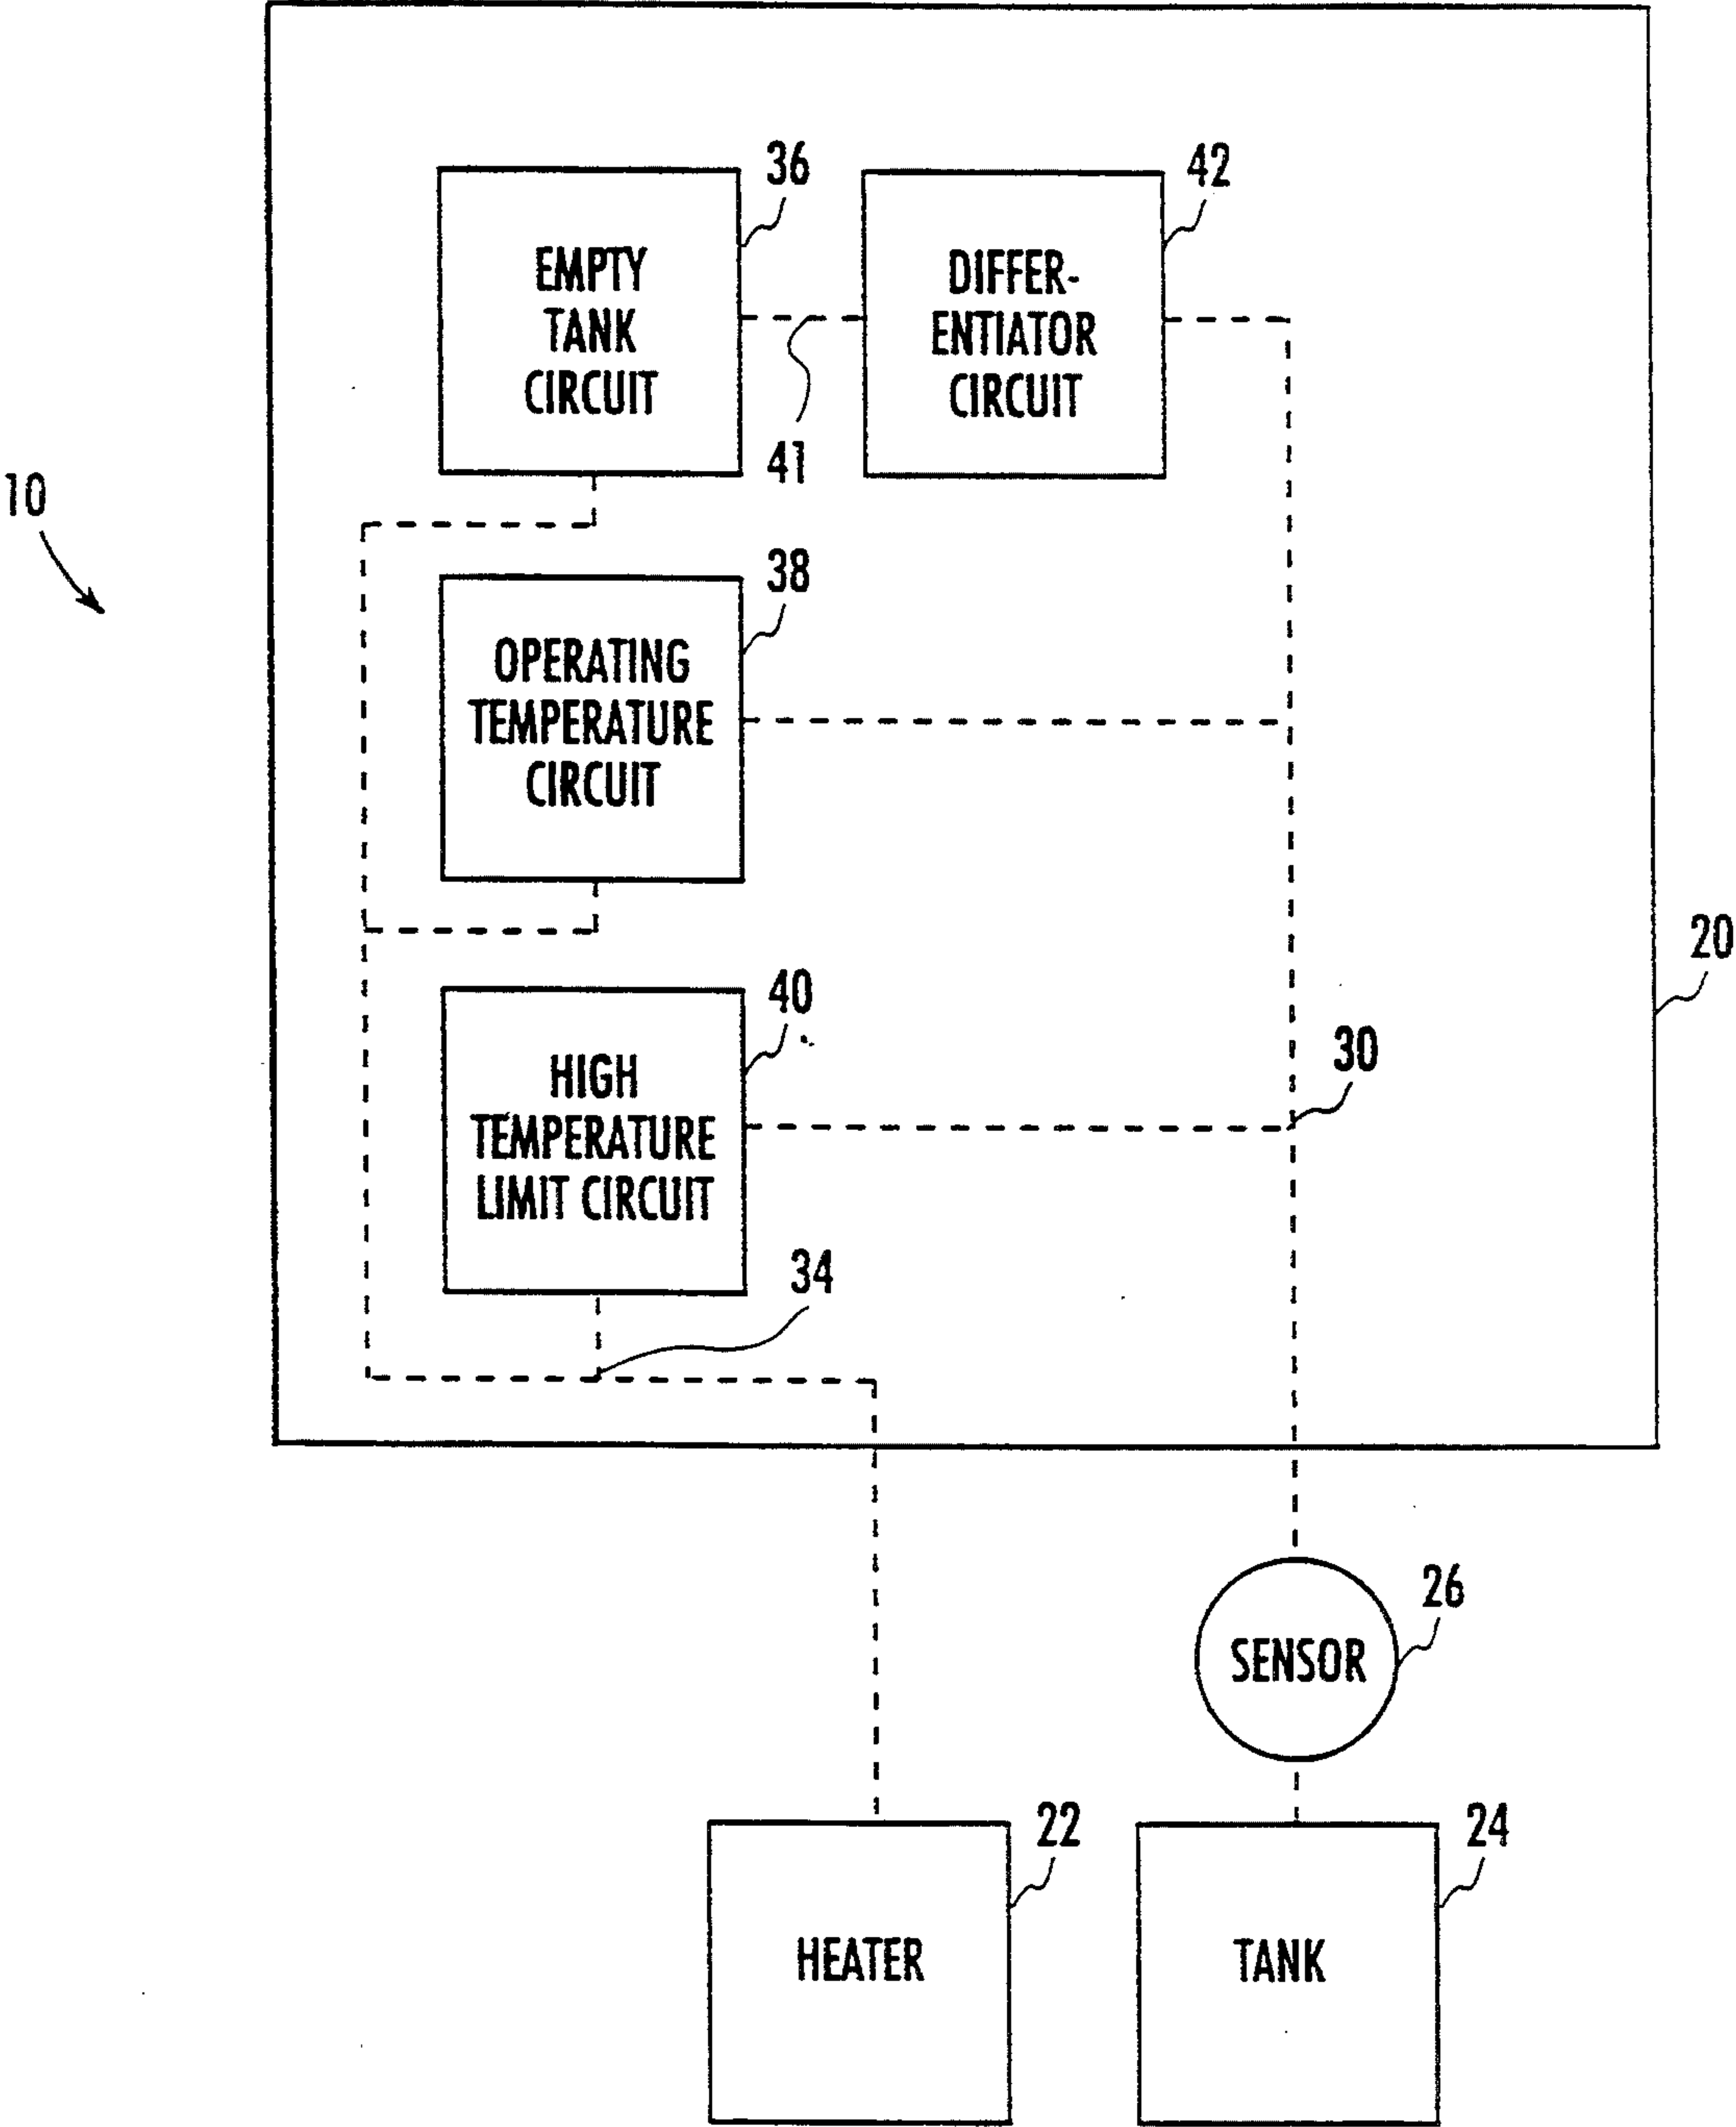 36
42
EMPTY
TANK
CIRCUIT
DIFFER-
ENTIATOR
CIRCUIT
41
10
38
OPERATING
TEMPERATURE
CIRCUIT
20
40
30
HIGH
TEMPERATURE
LIMIT CIRCUIT
34
26
SENSOR
22
24
HEATER
TANK